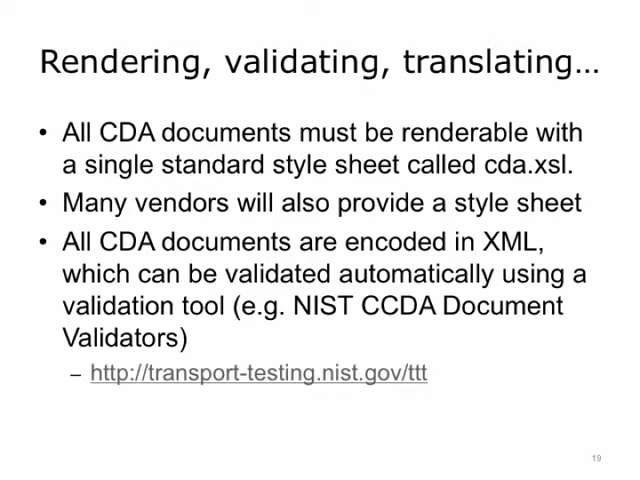 Rendering, validating, translating…
• All CDA documents must be renderable with
a single standard style sheet called cda.xsl.
• Many vendors will also provide a style sheet
• All CDA documents are encoded in XML,
which can be validated automatically using a
validation tool (e.g. NIST CCDA Document
Validators)
– http://transport-testing.nist.gov/ttt
19